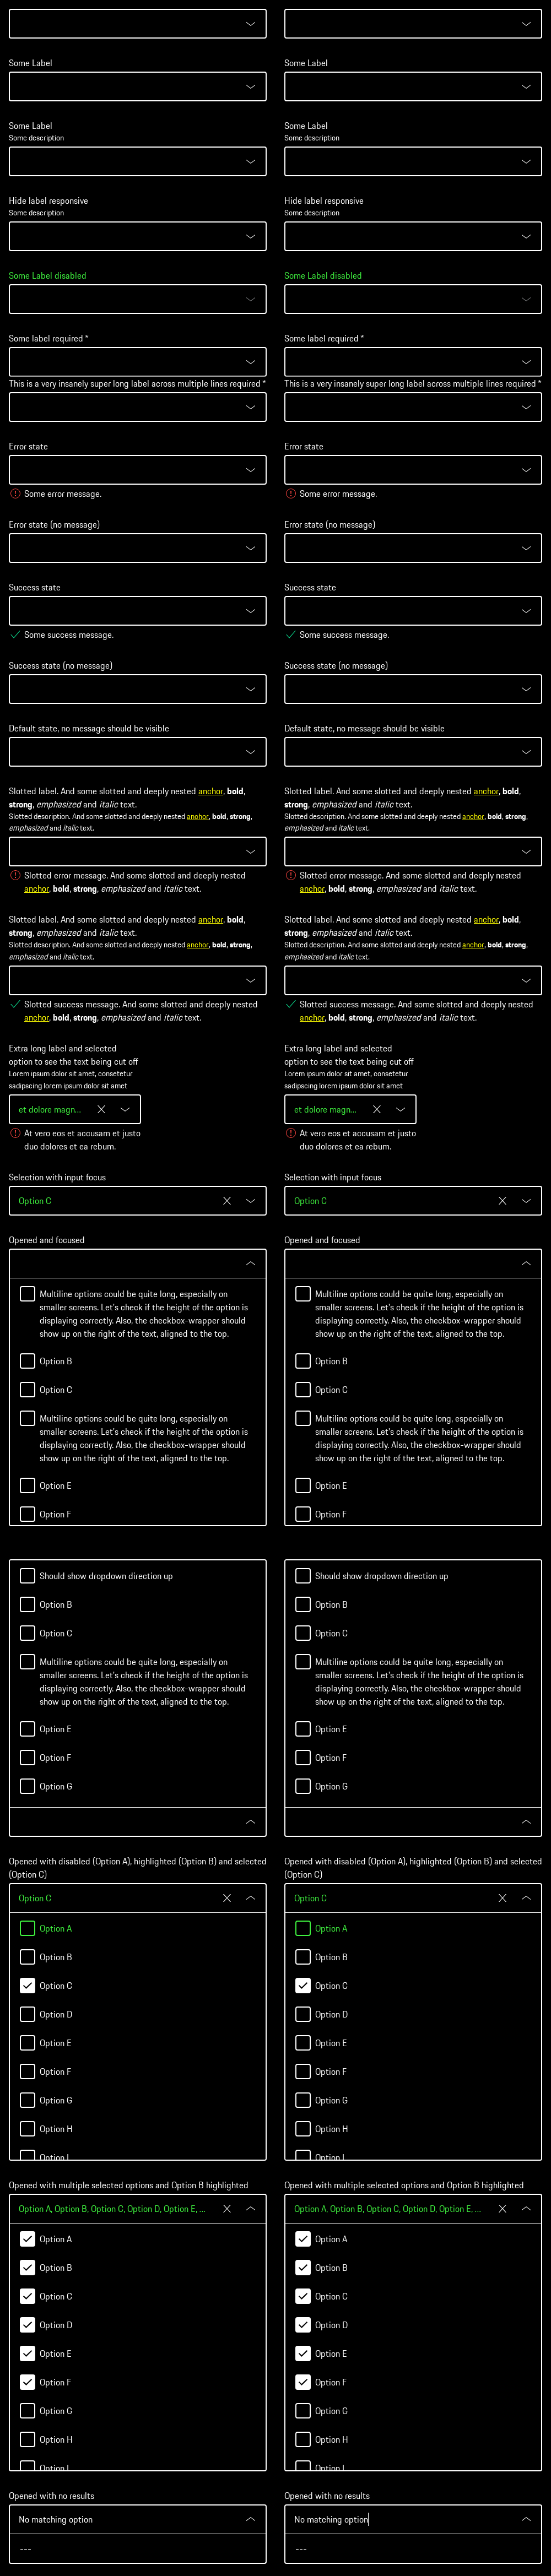 Some Label
Some Label
Some Label
Some description
Some Label
Some description
Hide label responsive
Some description
Hide label responsive
Some description
Some Label disabled
Some Label disabled
Some label required *
Some label required *
This is a very insanely super long label across multiple lines required *
This is a very insanely super long label across multiple lines required *
Error state
Some error message.
Error state
Some error message.
Error state (no message)
Error state (no message)
Success state
Some success message.
Success state
Some success message.
Success state (no message)
Success state (no message)
Default state, no message should be visible
Default state, no message should be visible
Slotted label. And some slotted and deeply nested anchor, bold,
strong, emphasized and italic text.
Slotted description. And some slotted and deeply nested anchor, bold, strong,
emphasized and italic text.
Slotted error message. And some slotted and deeply nested
anchor, bold, strong, emphasized and italic text.
Slotted label. And some slotted and deeply nested anchor, bold,
strong, emphasized and italic text.
Slotted description. And some slotted and deeply nested anchor, bold, strong,
emphasized and italic text.
Slotted error message. And some slotted and deeply nested
anchor, bold, strong, emphasized and italic text.
Slotted label. And some slotted and deeply nested anchor, bold,
strong, emphasized and italic text.
Slotted description. And some slotted and deeply nested anchor, bold, strong,
emphasized and italic text.
Slotted success message. And some slotted and deeply nested
anchor, bold, strong, emphasized and italic text.
Slotted label. And some slotted and deeply nested anchor, bold,
strong, emphasized and italic text.
Slotted description. And some slotted and deeply nested anchor, bold, strong,
emphasized and italic text.
Slotted success message. And some slotted and deeply nested
anchor, bold, strong, emphasized and italic text.
Extra long label and selected
option to see the text being cut off
Lorem ipsum dolor sit amet, consetetur
sadipscing lorem ipsum dolor sit amet
et dolore magn...
At vero eos et accusam et justo
duo dolores et ea rebum.
Extra long label and selected
option to see the text being cut off
Lorem ipsum dolor sit amet, consetetur
sadipscing lorem ipsum dolor sit amet
et dolore magn...
At vero eos et accusam et justo
duo dolores et ea rebum.
Selection with input focus
Option C
Selection with input focus
Option C
Opened and focused
Multiline options could be quite long, especially on
smaller screens. Let's check if the height of the option is
displaying correctly. Also, the checkbox-wrapper should
show up on the right of the text, aligned to the top.
Option B
Option C
Multiline options could be quite long, especially on
smaller screens. Let's check if the height of the option is
displaying correctly. Also, the checkbox-wrapper should
show up on the right of the text, aligned to the top.
Option E
Option F
Opened and focused
Multiline options could be quite long, especially on
smaller screens. Let's check if the height of the option is
displaying correctly. Also, the checkbox-wrapper should
show up on the right of the text, aligned to the top.
Option B
Option C
Multiline options could be quite long, especially on
smaller screens. Let's check if the height of the option is
displaying correctly. Also, the checkbox-wrapper should
show up on the right of the text, aligned to the top.
Option E
Option F
Should show dropdown direction up
Option B
Option C
Multiline options could be quite long, especially on
smaller screens. Let's check if the height of the option is
displaying correctly. Also, the checkbox-wrapper should
show up on the right of the text, aligned to the top.
Option E
Option F
Option G
Should show dropdown direction up
Option B
Option C
Multiline options could be quite long, especially on
smaller screens. Let's check if the height of the option is
displaying correctly. Also, the checkbox-wrapper should
show up on the right of the text, aligned to the top.
Option E
Option F
Option G
Opened with disabled (Option A), highlighted (Option B) and selected
(Option C)
Option C
Option A
Option B
Option C
Option D
Option E
Option F
Option G
Option H
Option I
Opened with disabled (Option A), highlighted (Option B) and selected
(Option C)
Option C
Option A
Option B
Option C
Option D
Option E
Option F
Option G
Option H
Option I
Opened with multiple selected options and Option B highlighted
Option A, Option B, Option C, Option D, Option E, ...
Option A
Option B
Option C
Option D
Option E
Option F
Option G
Option H
Option I
Opened with multiple selected options and Option B highlighted
Option A, Option B, Option C, Option D, Option E, ...
Option A
Option B
Option C
Option D
Option E
Option F
Option G
Option H
Option I
Opened with no results
No matching option
---
Opened with no results
No matching option
---